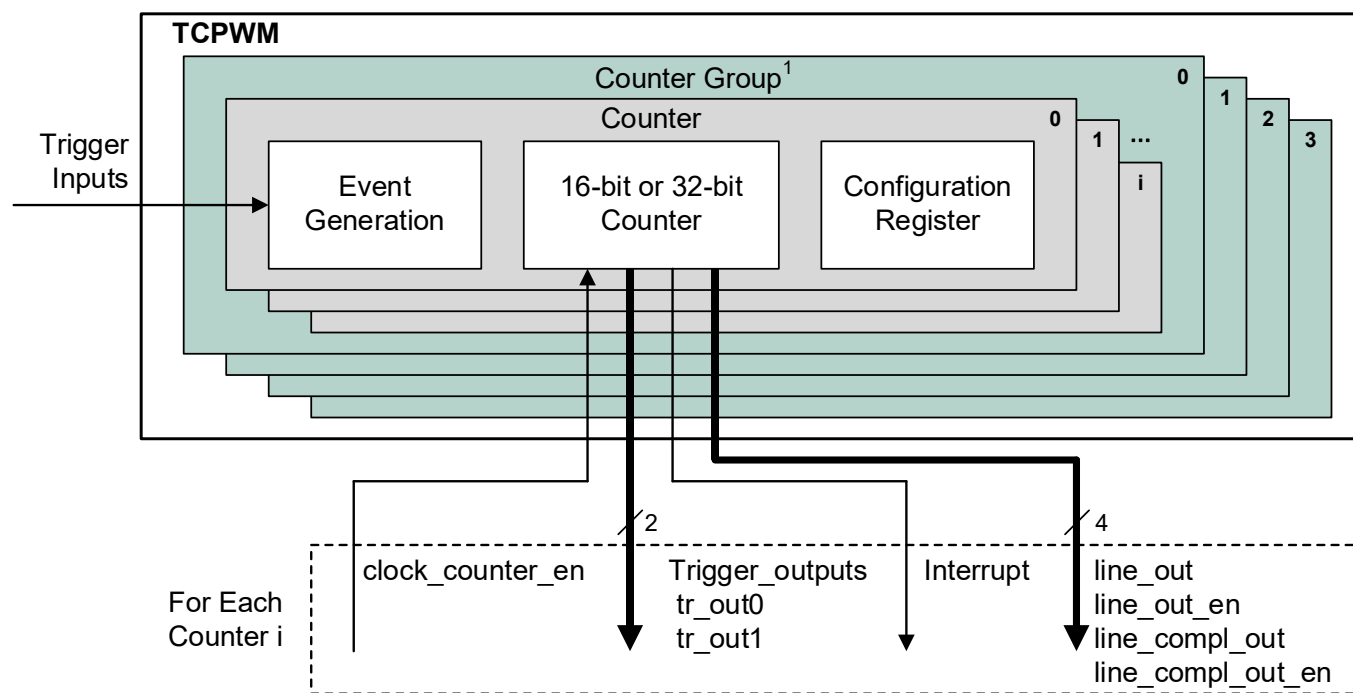 TCPWM
Counter Group1
0
1
2
3
Counter
0
1
...
i
Trigger
Inputs
Event
Generation
16-bit or 32-bit
Counter
Configuration
Register
2
4
For Each
Counter i
clock_counter_en
Trigger_outputs
tr_out0
tr_out1
Interrupt
line_out
line_out_en
line_compl_out
line_compl_out_en